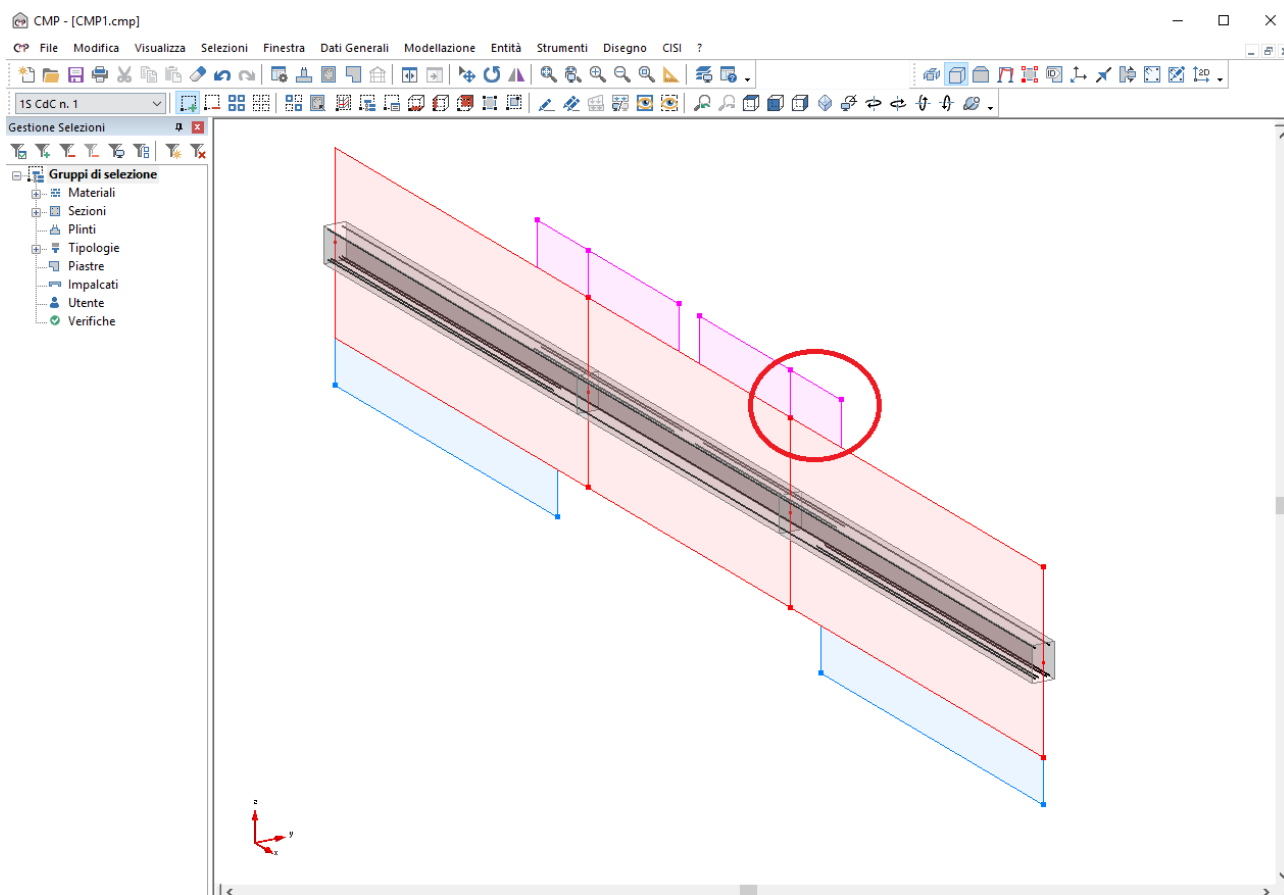 CMP - [CMP1.cmp]
File Modifica Visualizza Selezioni Finestra Dati Generali Modellazione Entità Strumenti Disegno CISI ?
1S CdC n. 1
Gestione Selezioni
Gruppi di selezione
Materiali
Sezioni
Plinti
Tipologie
Piastre
Impalcati
Utente
Verifiche
z
y
x